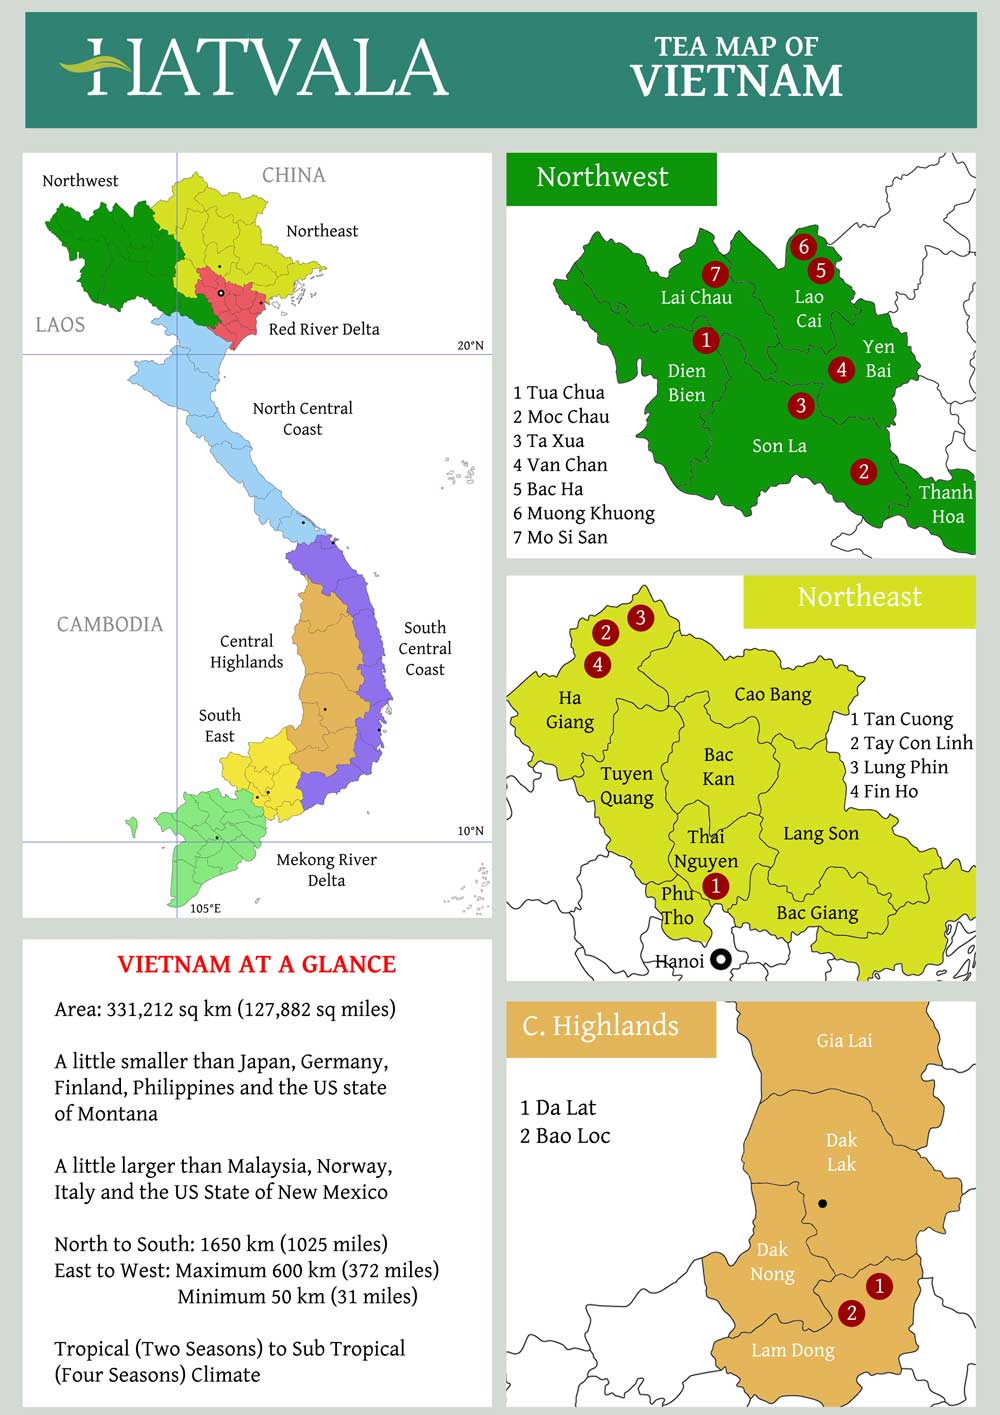 HATVALA
TEA MAP OF
VIETNAM
Northwest
CHINA
Northeast
LAOS
Red River Delta
20°N
North Central
Coast
CAMBODIA
Central
Highlands
South
Central
Coast
South
East
10°N
Mekong River
Delta
105°E
VIETNAM AT A GLANCE
Area: 331,212 sq km (127,882 sq miles)
A little smaller than Japan, Germany,
Finland, Philippines and the US state
of Montana
A little larger than Malaysia, Norway,
Italy and the US State of New Mexico
North to South: 1650 km (1025 miles)
East to West: Maximum 600 km (372 miles)
Minimum 50 km (31 miles)
Tropical (Two Seasons) to Sub Tropical
(Four Seasons) Climate
Northwest
6
7
5
Lai Chau
Lao
Cai
1
Yen
Bai
4
Dien
Bien
3
Son La
2
Thanh
Hoa
1 Tua Chua
2 Moc Chau
3 Ta Xua
4 Van Chan
5 Bac Ha
6 Muong Khuong
7 Mo Si San
Northeast
3
2
4
Ha
Giang
Cao Bang
1 Tan Cuong
2 Tay Con Linh
3 Lung Phin
4 Fin Ho
Tuyen
Quang
Bac
Kan
Thai
Nguyen
Lang Son
1
Phu
Tho
Bac Giang
Hanoi
C. Highlands
Gia Lai
1 Da Lat
2 Bao Loc
Dak
Lak
Dak
Nong
1
2
Lam Dong